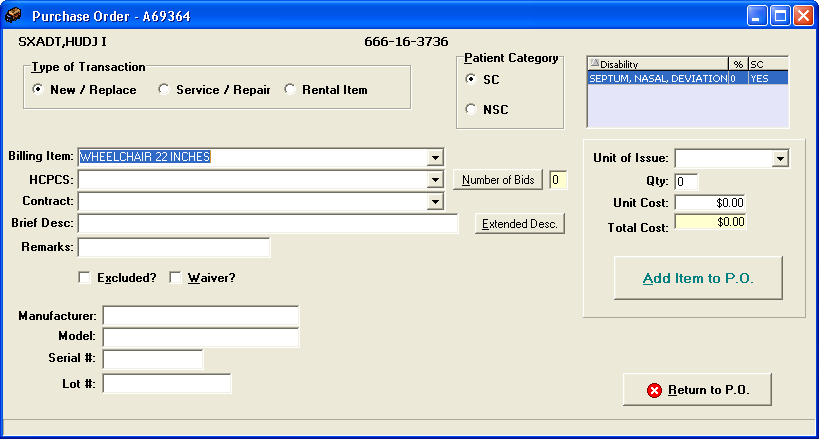 Purchase Order - A69364
SXADT,HUDJ I 666-16-3736
Type of Transaction
New / Replace Service / Repair Rental Item
Patient Category
SC
NSC
Disability % SC
SEPTUM, NASAL, DEVIATION 0 YES
Billing Item: WHEELCHAIR 22 INCHES
HCPCS:
Number of Bids 0
Contract:
Brief Desc:
Extended Desc.
Remarks:
Excluded? Waiver?
Unit of Issue:
Qty: 0
Unit Cost: $0.00
Total Cost: $0.00
Add Item to P.O.
Manufacturer:
Model:
Serial #:
Lot #:
Return to P.O.